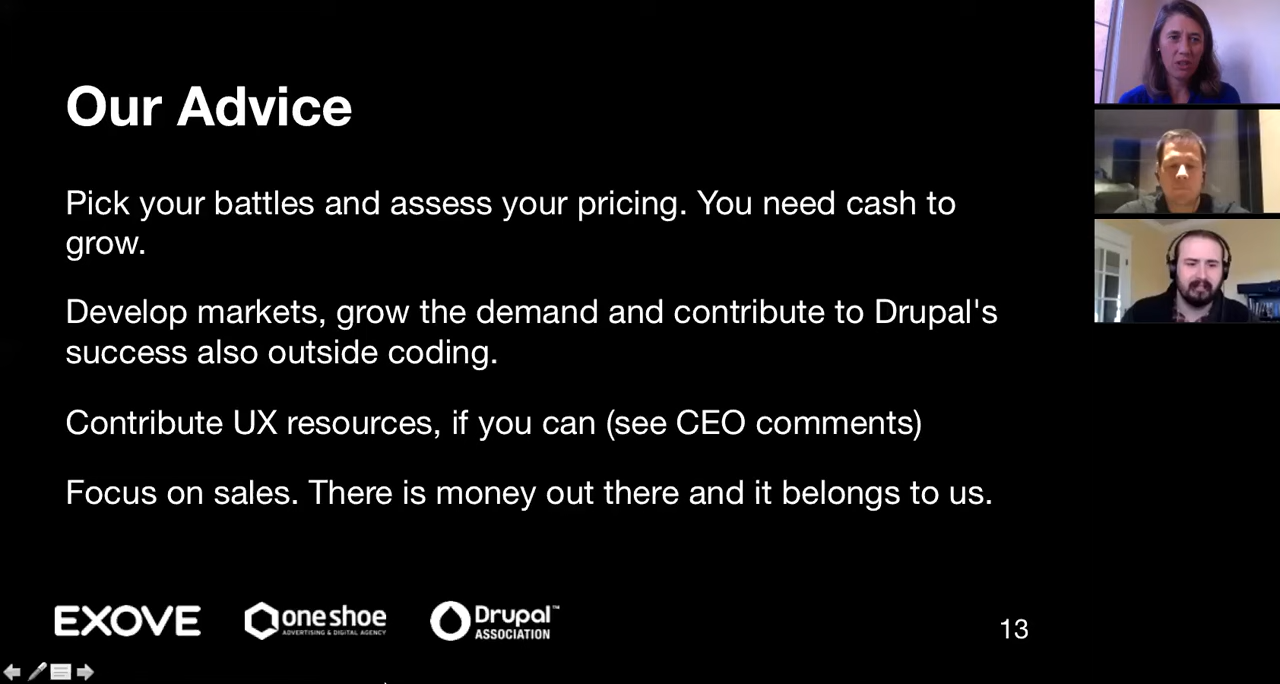 Our Advice
Pick your battles and assess your pricing. You need cash to
grow.
Develop markets, grow the demand and contribute to Drupal's
success also outside coding.
Contribute UX resources, if you can (see CEO comments)
Focus on sales. There is money out there and it belongs to us.
EXOVE
one shoe
ADVERTISING & DIGITAL AGENCY
Drupal™
ASSOCIATION
13